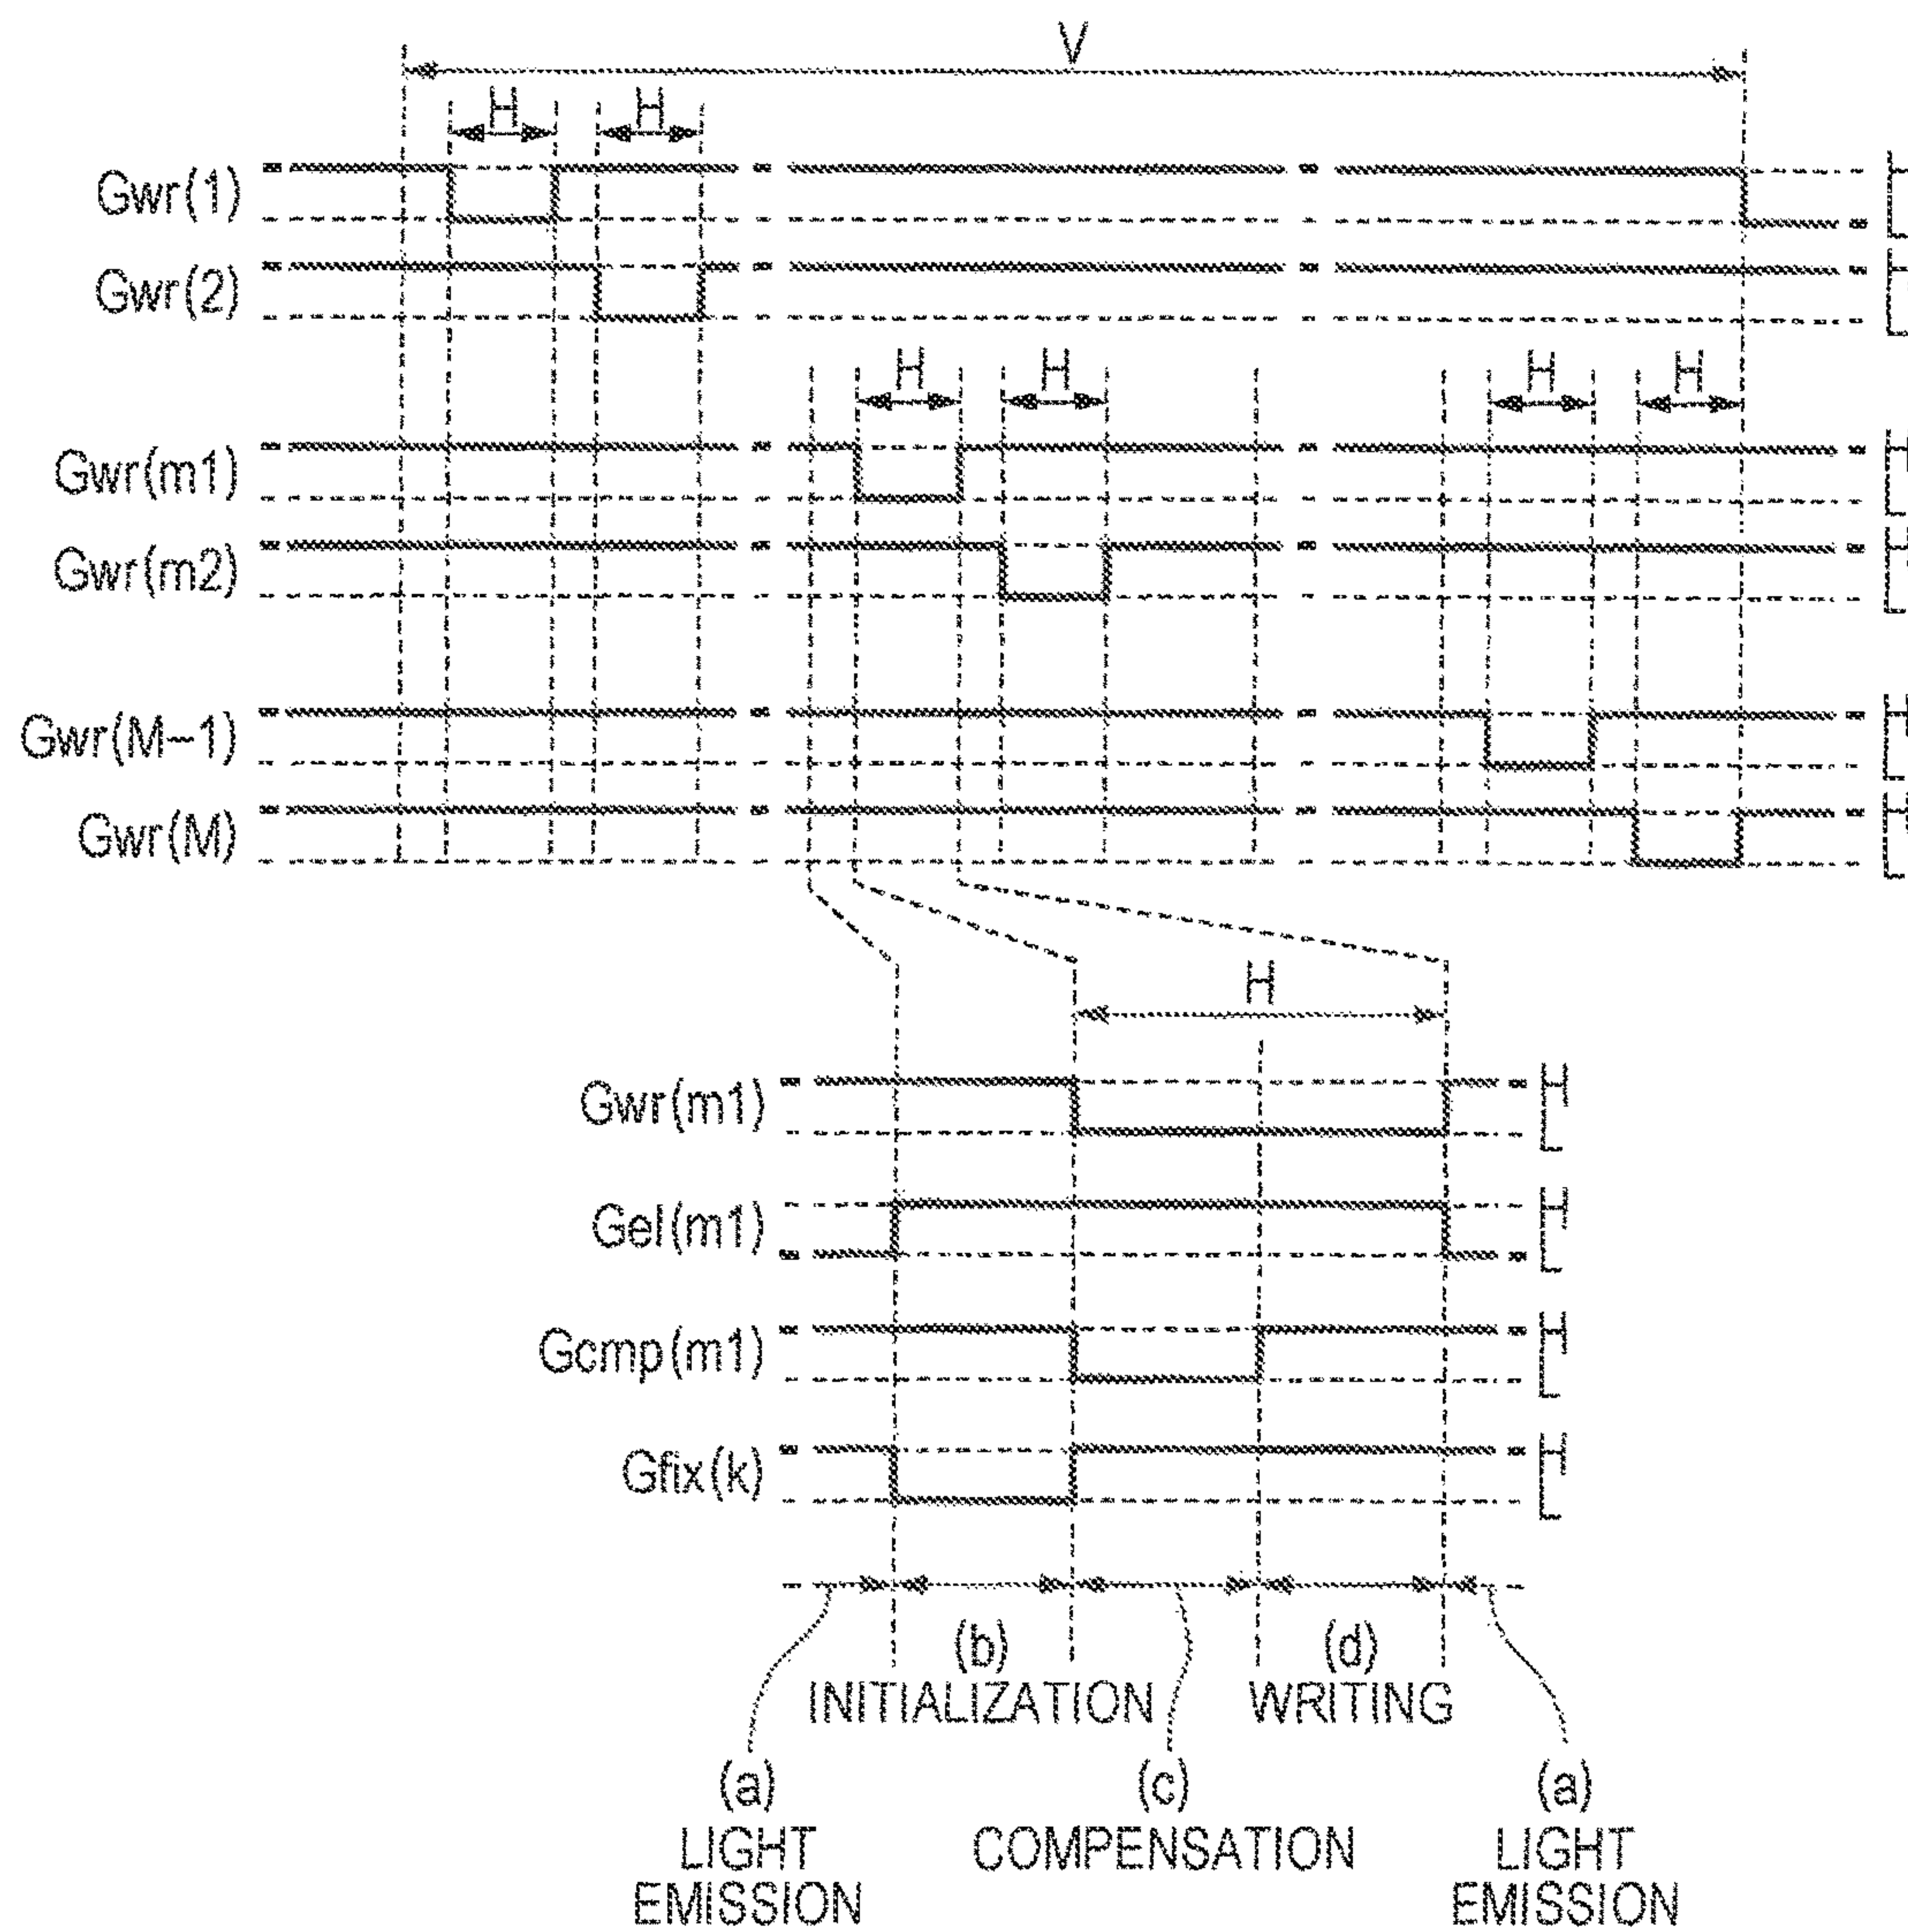 V
H H
Gwr(1) H
L
Gwr(2) H
L
H H H H
Gwr(m1) H
L
Gwr(m2) H
L
Gwr(M-1) H
L
Gwr(M) H
L
H
Gwr(m1) H
L
Gel(m1) H
L
Gcmp(m1) H
L
Gfix(k) H
L
(b) (d)
INITIALIZATION WRITING
(a) (c) (a)
LIGHT COMPENSATION LIGHT
EMISSION EMISSION